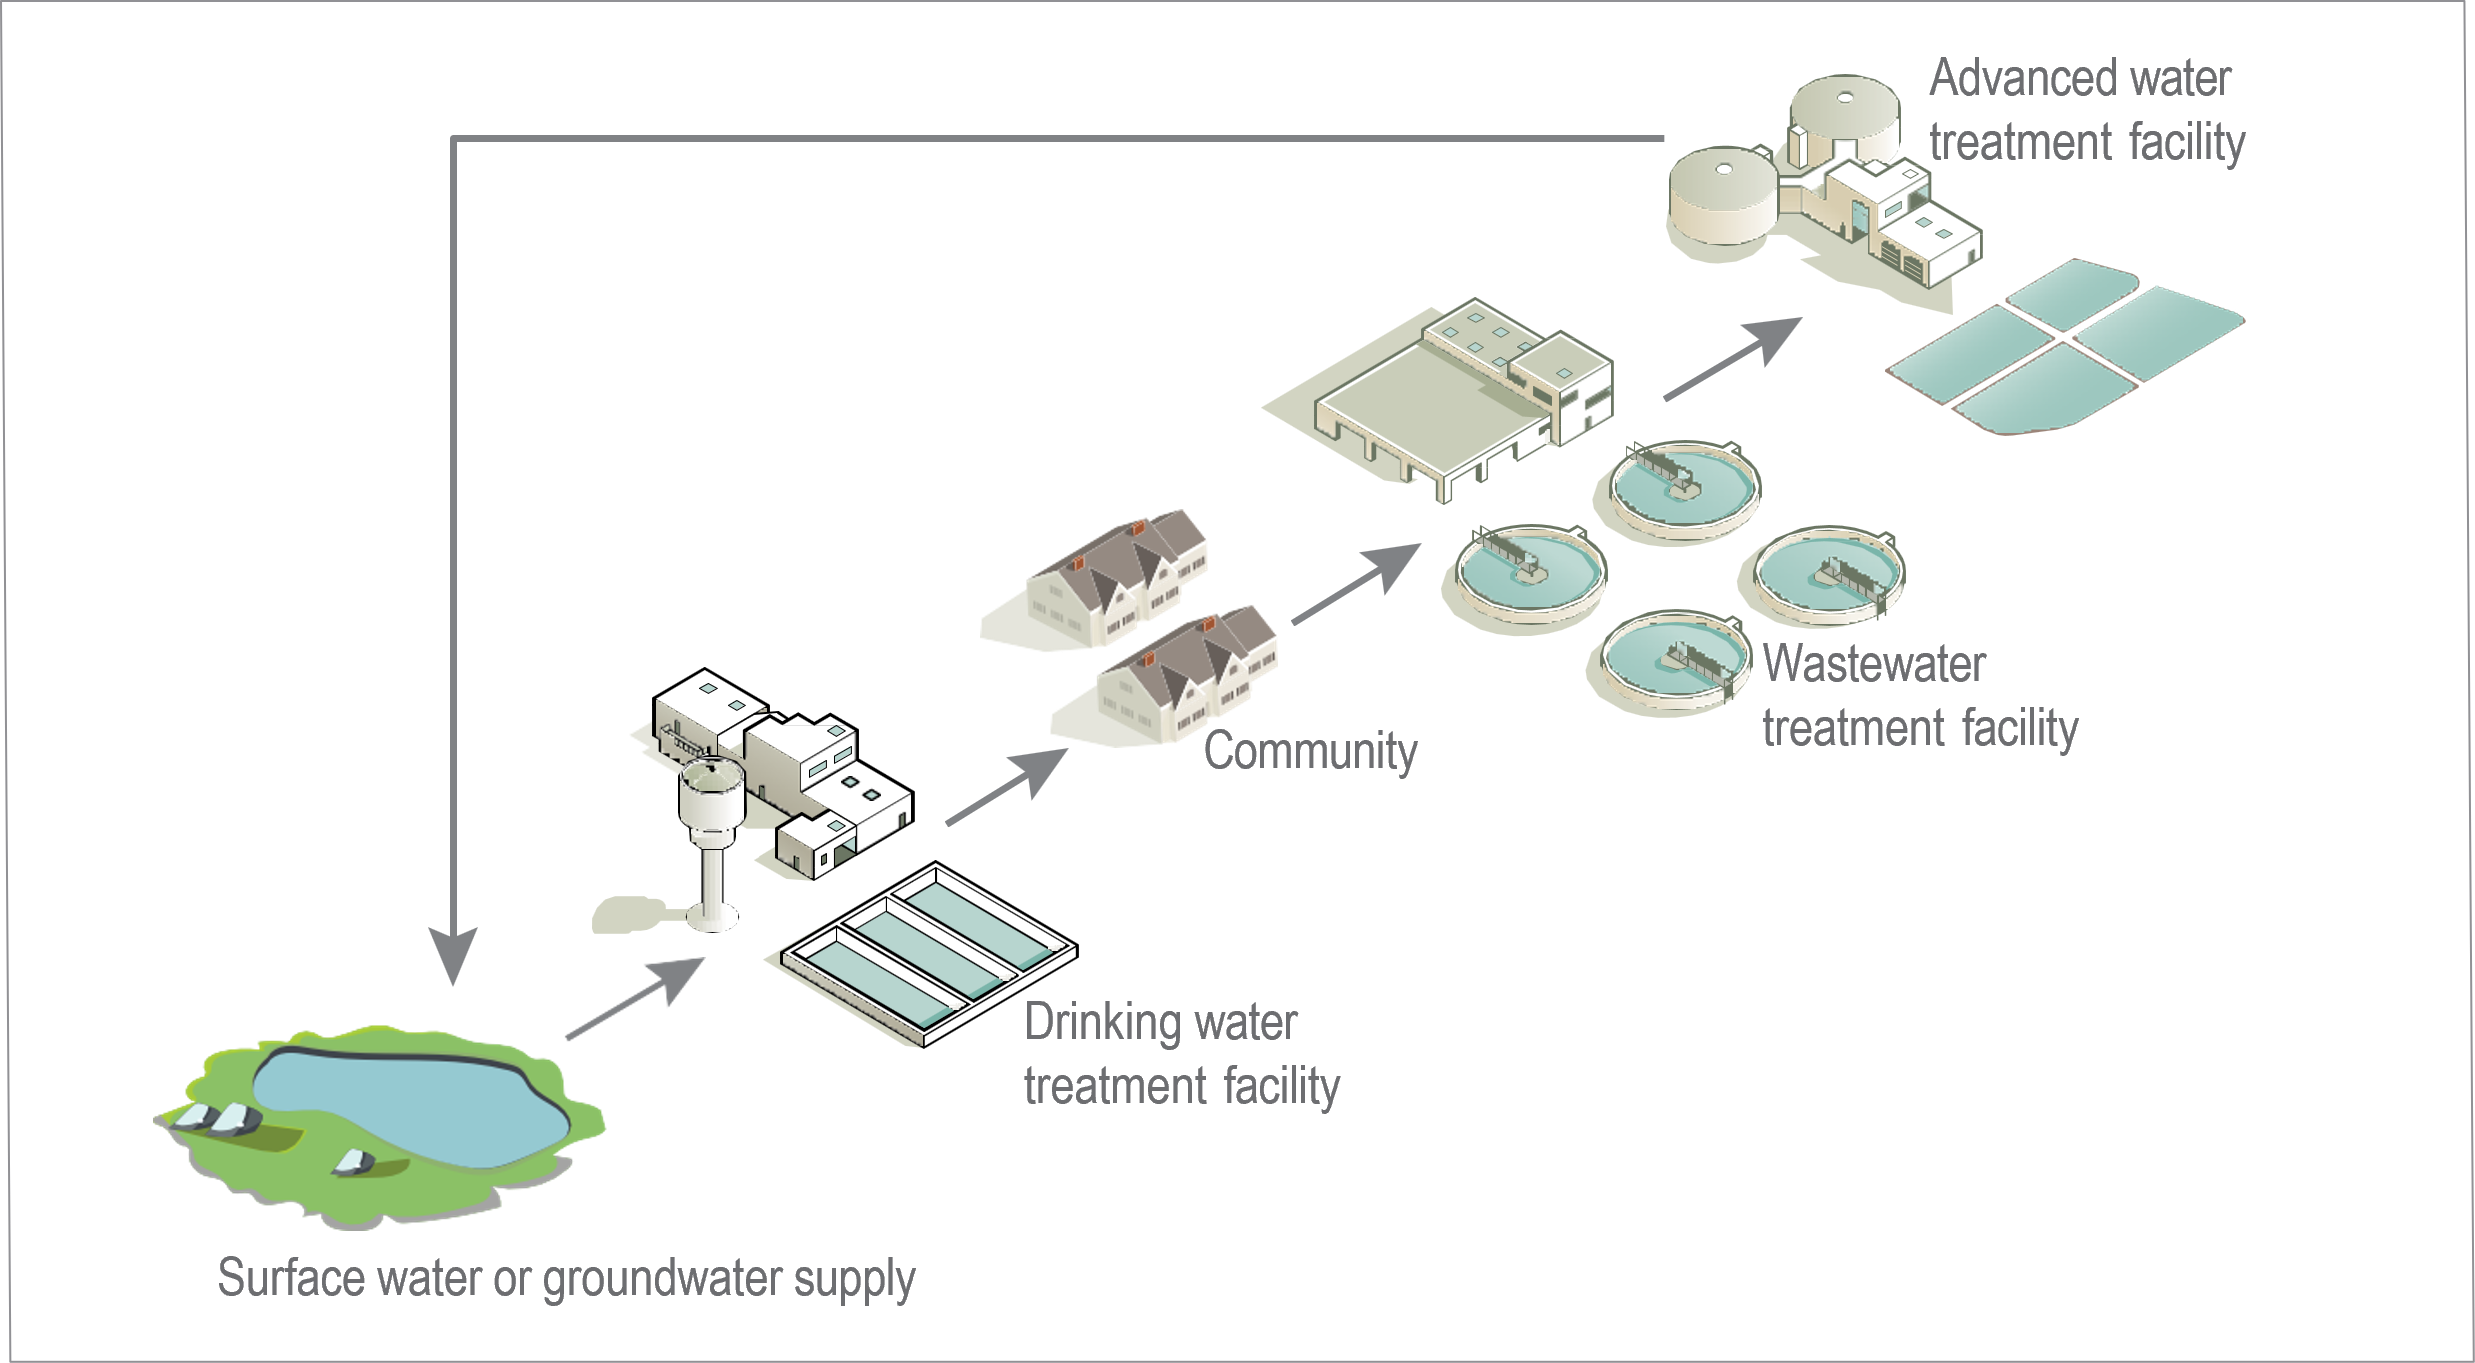 Advanced water
treatment facility
Wastewater
treatment facility
Community
Drinking water
treatment facility
Surface water or groundwater supply